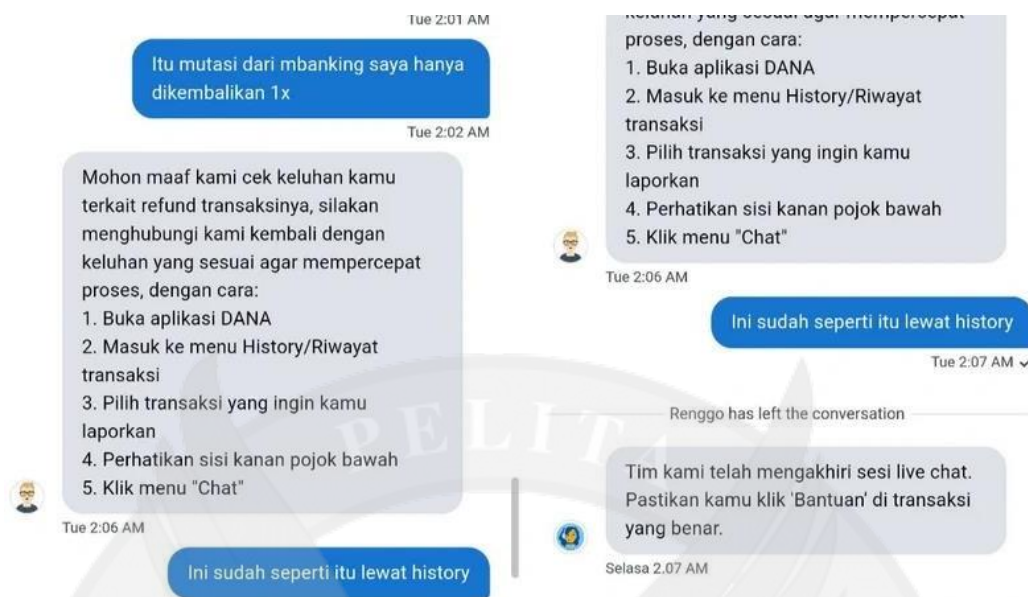 Tue 2:01 AM
Itu mutasi dari mbanking saya hanya
dikembalikan 1x
Tue 2:02 AM
Mohon maaf kami cek keluhan kamu
terkait refund transaksinya, silakan
menghubungi kami kembali dengan
keluhan yang sesuai agar mempercepat
proses, dengan cara:
1. Buka aplikasi DANA
2. Masuk ke menu History/Riwayat
transaksi
3. Pilih transaksi yang ingin kamu
laporkan
4. Perhatikan sisi kanan pojok bawah
5. Klik menu "Chat"
Tue 2:06 AM
Ini sudah seperti itu lewat history
keluhan yang sesuai agar mempercepat
proses, dengan cara:
1. Buka aplikasi DANA
2. Masuk ke menu History/Riwayat
transaksi
3. Pilih transaksi yang ingin kamu
laporkan
4. Perhatikan sisi kanan pojok bawah
5. Klik menu "Chat"
Tue 2:06 AM
Ini sudah seperti itu lewat history
Tue 2:07 AM
Renggo has left the conversation
Tim kami telah mengakhiri sesi live chat.
Pastikan kamu klik 'Bantuan' di transaksi
yang benar.
Selasa 2.07 AM
PELITA